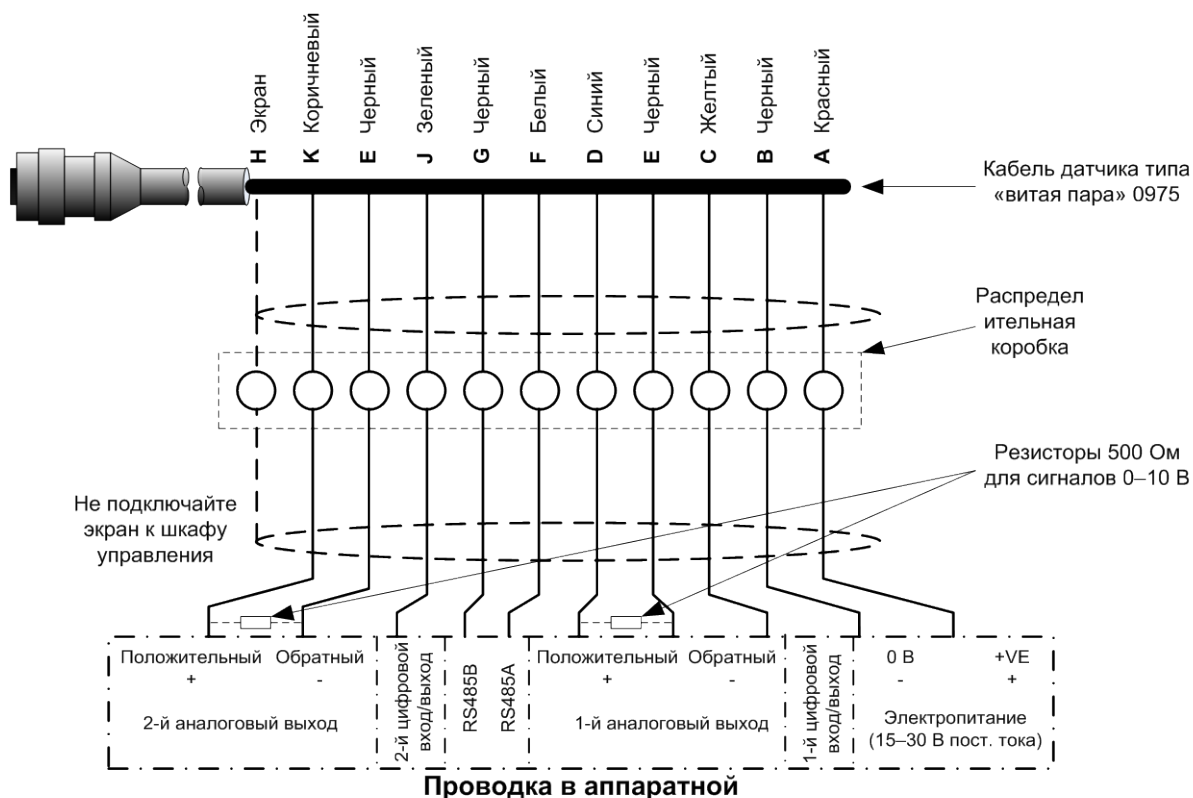 H Экран
K Коричневый
E Черный
J Зеленый
G Черный
F Белый
D Синий
E Черный
C Желтый
B Черный
A Красный
Кабель датчика типа
«витая пара» 0975
Распредел
ительная
коробка
Резисторы 500 Ом
для сигналов 0–10 В
Не подключайте
экран к шкафу
управления
Положительный
+
Обратный
-
2-й аналоговый выход
2-й цифровой
вход/выход
RS485B
RS485A
Положительный
+
Обратный
-
1-й аналоговый выход
1-й цифровой
вход/выход
0 В
-
+VE
+
Электропитание
(15–30 В пост. тока)
Проводка в аппаратной